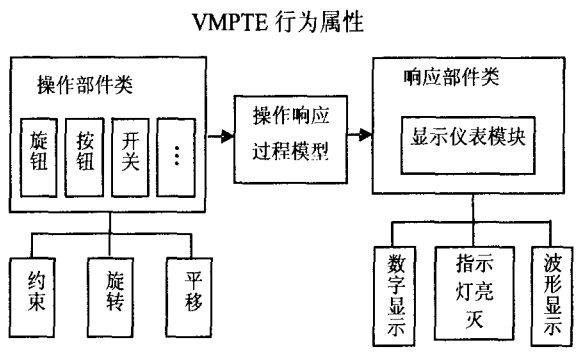 VMPTE 行为属性
操作部件类
旋钮
按钮
开关
⋮
操作响应
过程模型
响应部件类
显示仪表模块
约束
旋转
平移
数字显示
指示
灯亮
灭
波形显示